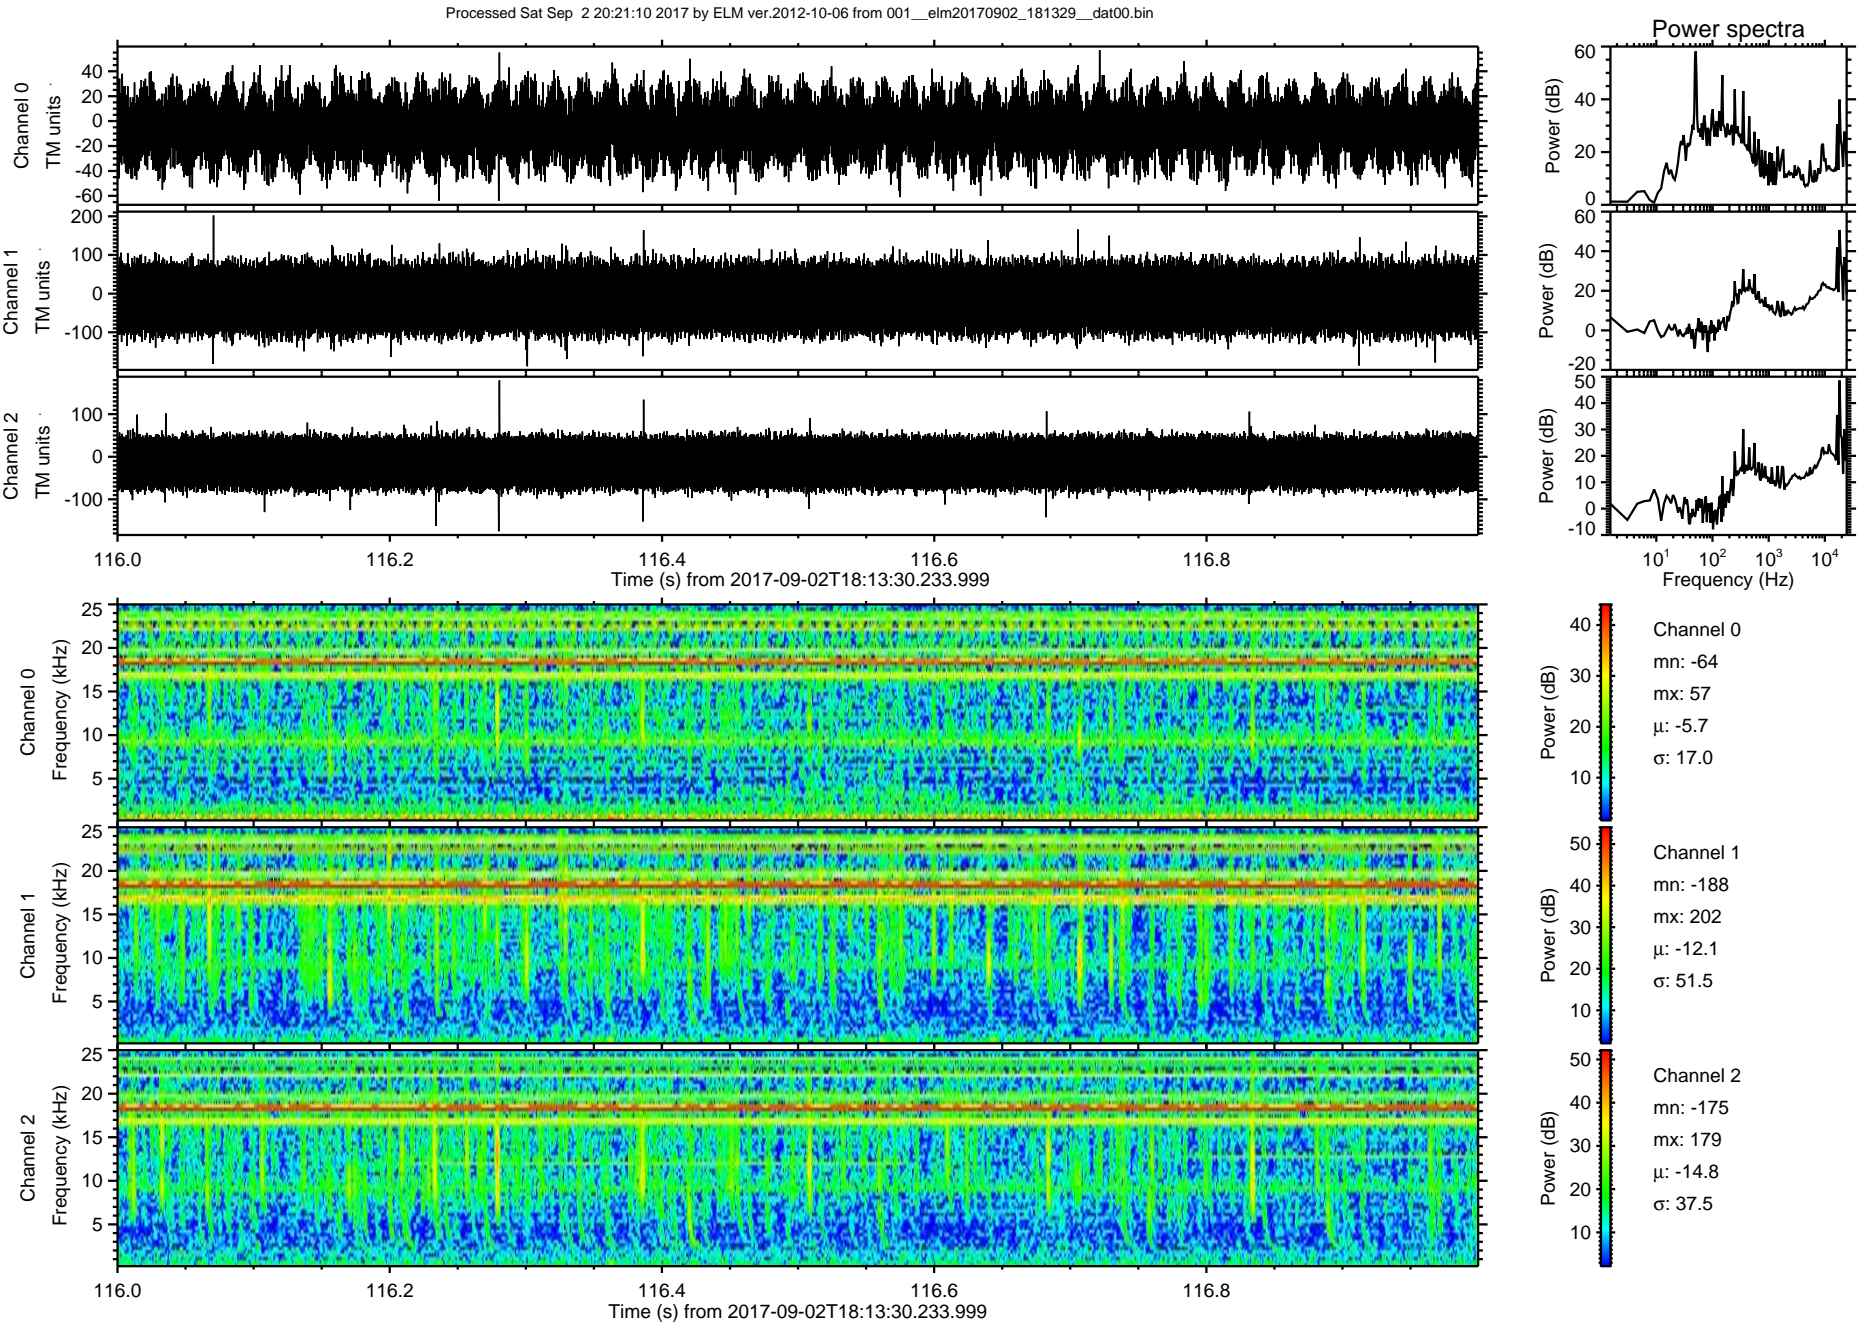 Processed Sat Sep 2 20:21:10 2017 by ELM ver.2012-10-06 from 001__elm20170902_181329__dat00.bin
Power spectra
Channel 0
TM units
40
20
0
-20
-40
-60
Power (dB)
60
40
20
0
Channel 1
TM units
200
100
0
-100
Power (dB)
60
40
20
0
-20
Channel 2
TM units
100
0
-100
Power (dB)
50
40
30
20
10
0
-10
116.0 116.2 116.4 116.6 116.8
Time (s) from 2017-09-02T18:13:30.233.999
10¹ 10² 10³ 10⁴
Frequency (Hz)
Channel 0
Frequency (kHz)
25
20
15
10
5
Power (dB)
40
30
20
10
Channel 0
mn: -64
mx: 57
μ: -5.7
σ: 17.0
Channel 1
Frequency (kHz)
25
20
15
10
5
Power (dB)
50
40
30
20
10
Channel 1
mn: -188
mx: 202
μ: -12.1
σ: 51.5
Channel 2
Frequency (kHz)
25
20
15
10
5
Power (dB)
50
40
30
20
10
Channel 2
mn: -175
mx: 179
μ: -14.8
σ: 37.5
116.0 116.2 116.4 116.6 116.8
Time (s) from 2017-09-02T18:13:30.233.999